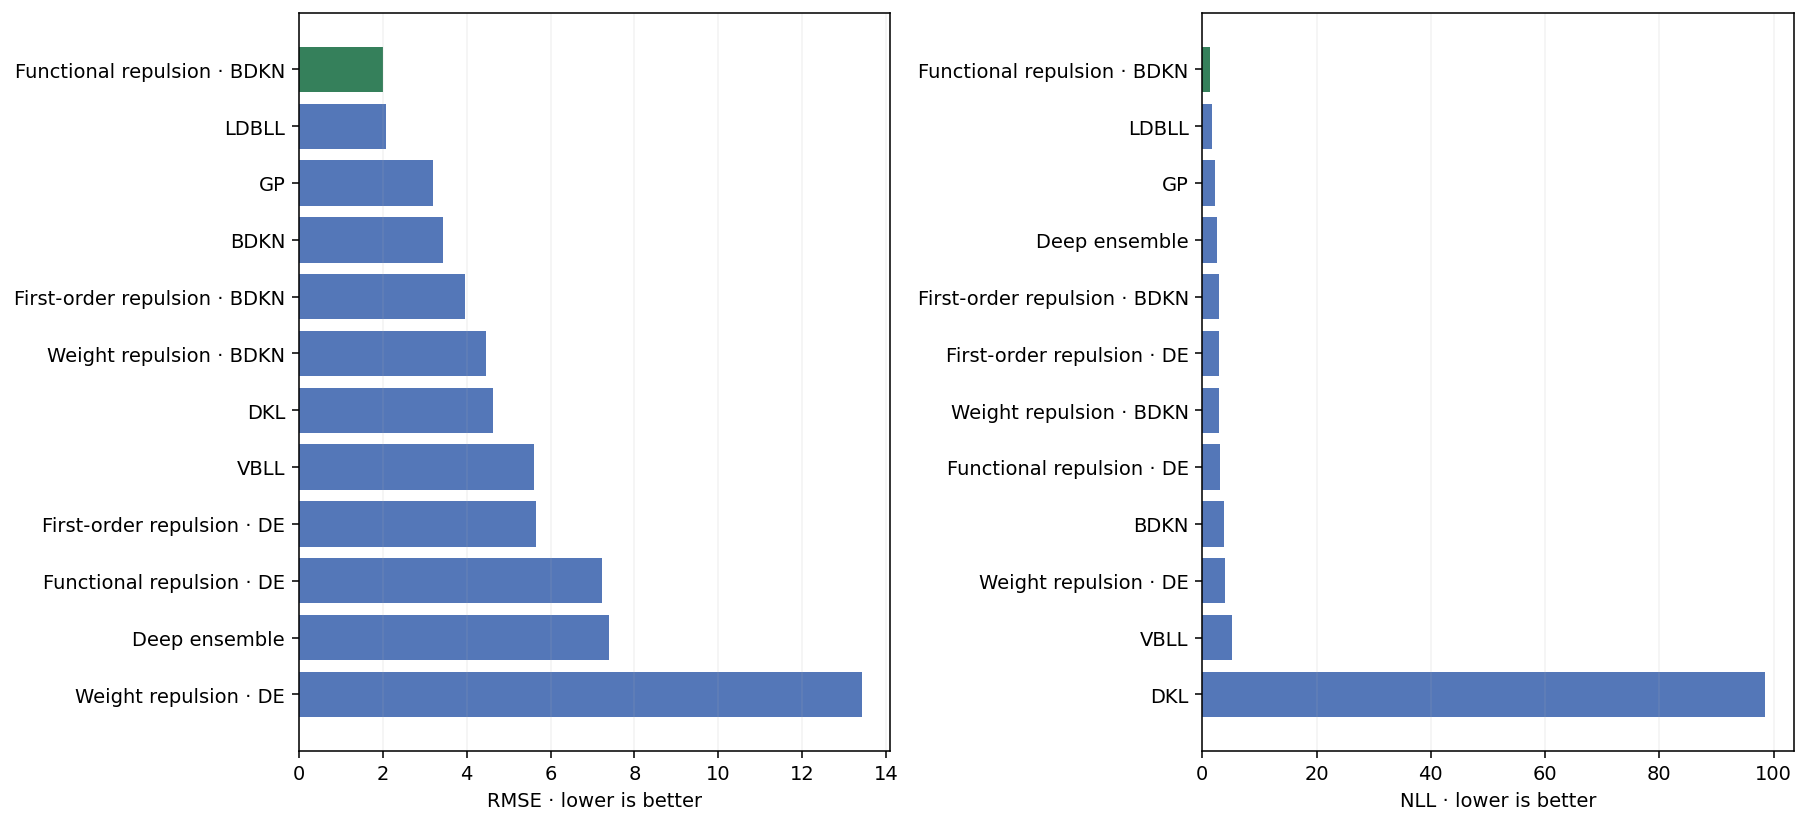 Functional repulsion · BDKN
LDBLL
GP
BDKN
First-order repulsion · BDKN
Weight repulsion · BDKN
DKL
VBLL
First-order repulsion · DE
Functional repulsion · DE
Deep ensemble
Weight repulsion · DE
0 2 4 6 8 10 12 14
RMSE · lower is better
Functional repulsion · BDKN
LDBLL
GP
Deep ensemble
First-order repulsion · BDKN
First-order repulsion · DE
Weight repulsion · BDKN
Functional repulsion · DE
BDKN
Weight repulsion · DE
VBLL
DKL
0 20 40 60 80 100
NLL · lower is better